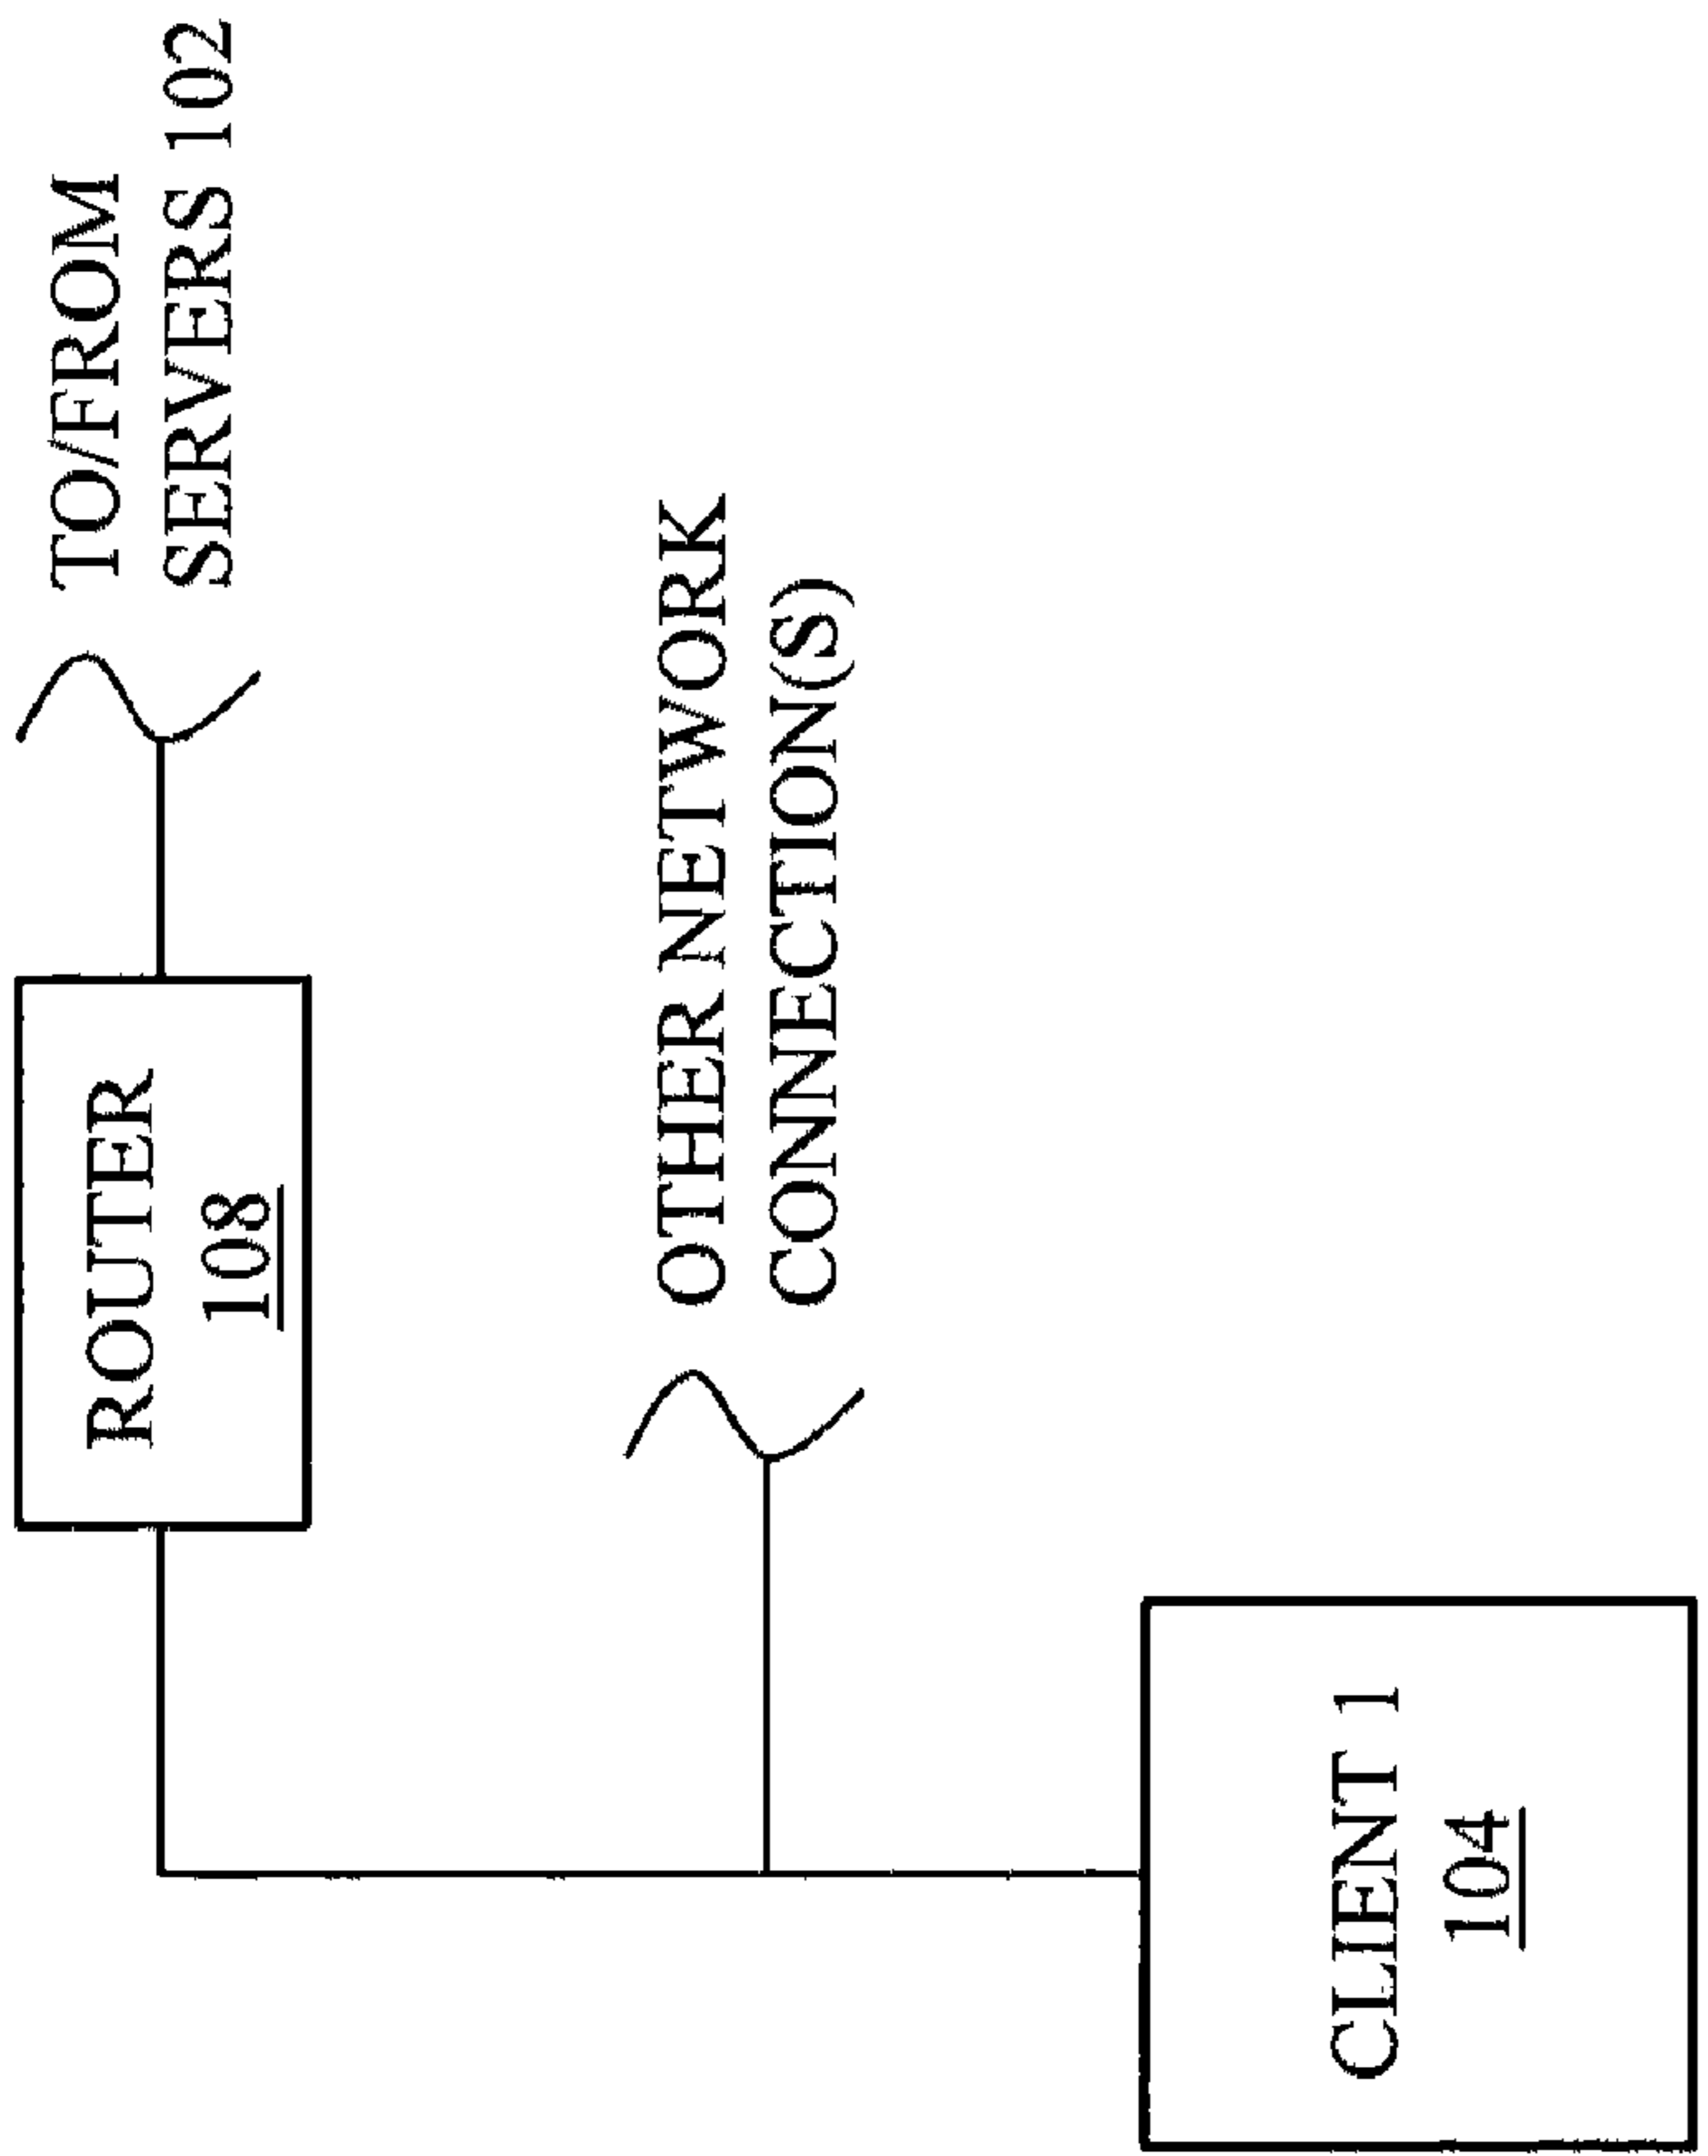 TO/FROM
SERVERS 102
ROUTER
108
OTHER NETWORK
CONNECTION(S)
CLIENT 1
104